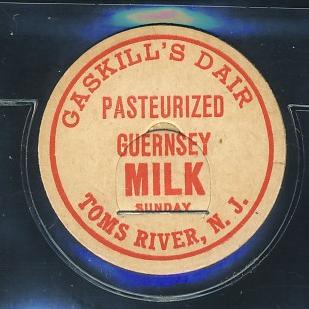 GASKILL'S DAIR
PASTEURIZED
GUERNSEY
MILK
SUNDAY
TOMS RIVER, N. J.